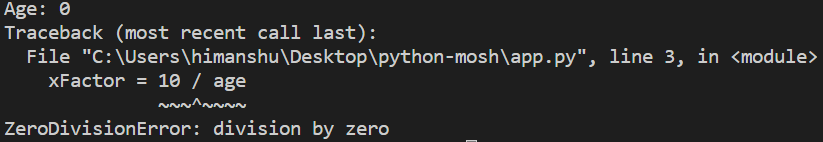 Age: 0
Traceback (most recent call last):
  File "C:\Users\himanshu\Desktop\python-mosh\app.py", line 3, in <module>
    xFactor = 10 / age
              ~~~^~~~~
ZeroDivisionError: division by zero